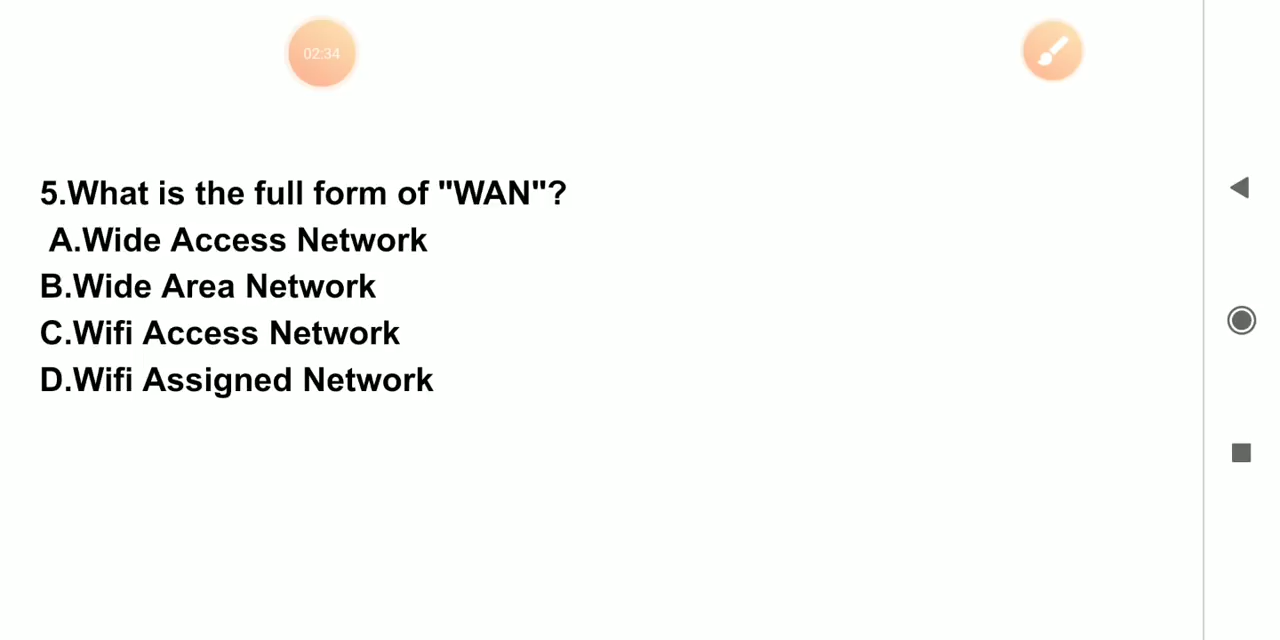 02:34
5.What is the full form of "WAN"?
A.Wide Access Network
B.Wide Area Network
C.Wifi Access Network
D.Wifi Assigned Network